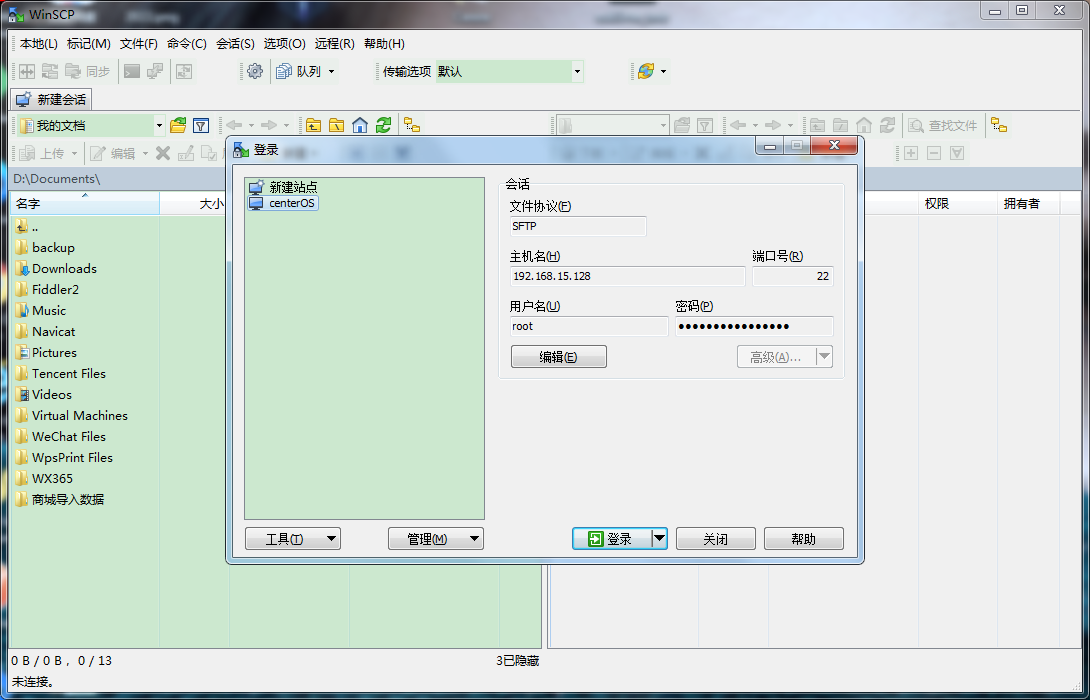 WinSCP
本地(L) 标记(M) 文件(F) 命令(C) 会话(S) 选项(O) 远程(R) 帮助(H)
同步 队列 传输选项 默认
新建会话
我的文档 查找文件
上传 编辑
D:\Documents\
名字 大小 权限 拥有者
..
backup
Downloads
Fiddler2
Music
Navicat
Pictures
Tencent Files
Videos
Virtual Machines
WeChat Files
WpsPrint Files
WX365
商城导入数据
登录
新建站点
centerOS
会话
文件协议(F)
SFTP
主机名(H) 端口号(R)
192.168.15.128 22
用户名(U) 密码(P)
root ●●●●●●●●●●●●●●●●
编辑(E) 高级(A)...
工具(T) 管理(M) 登录 关闭 帮助
0 B / 0 B, 0 / 13 3已隐藏
未连接。